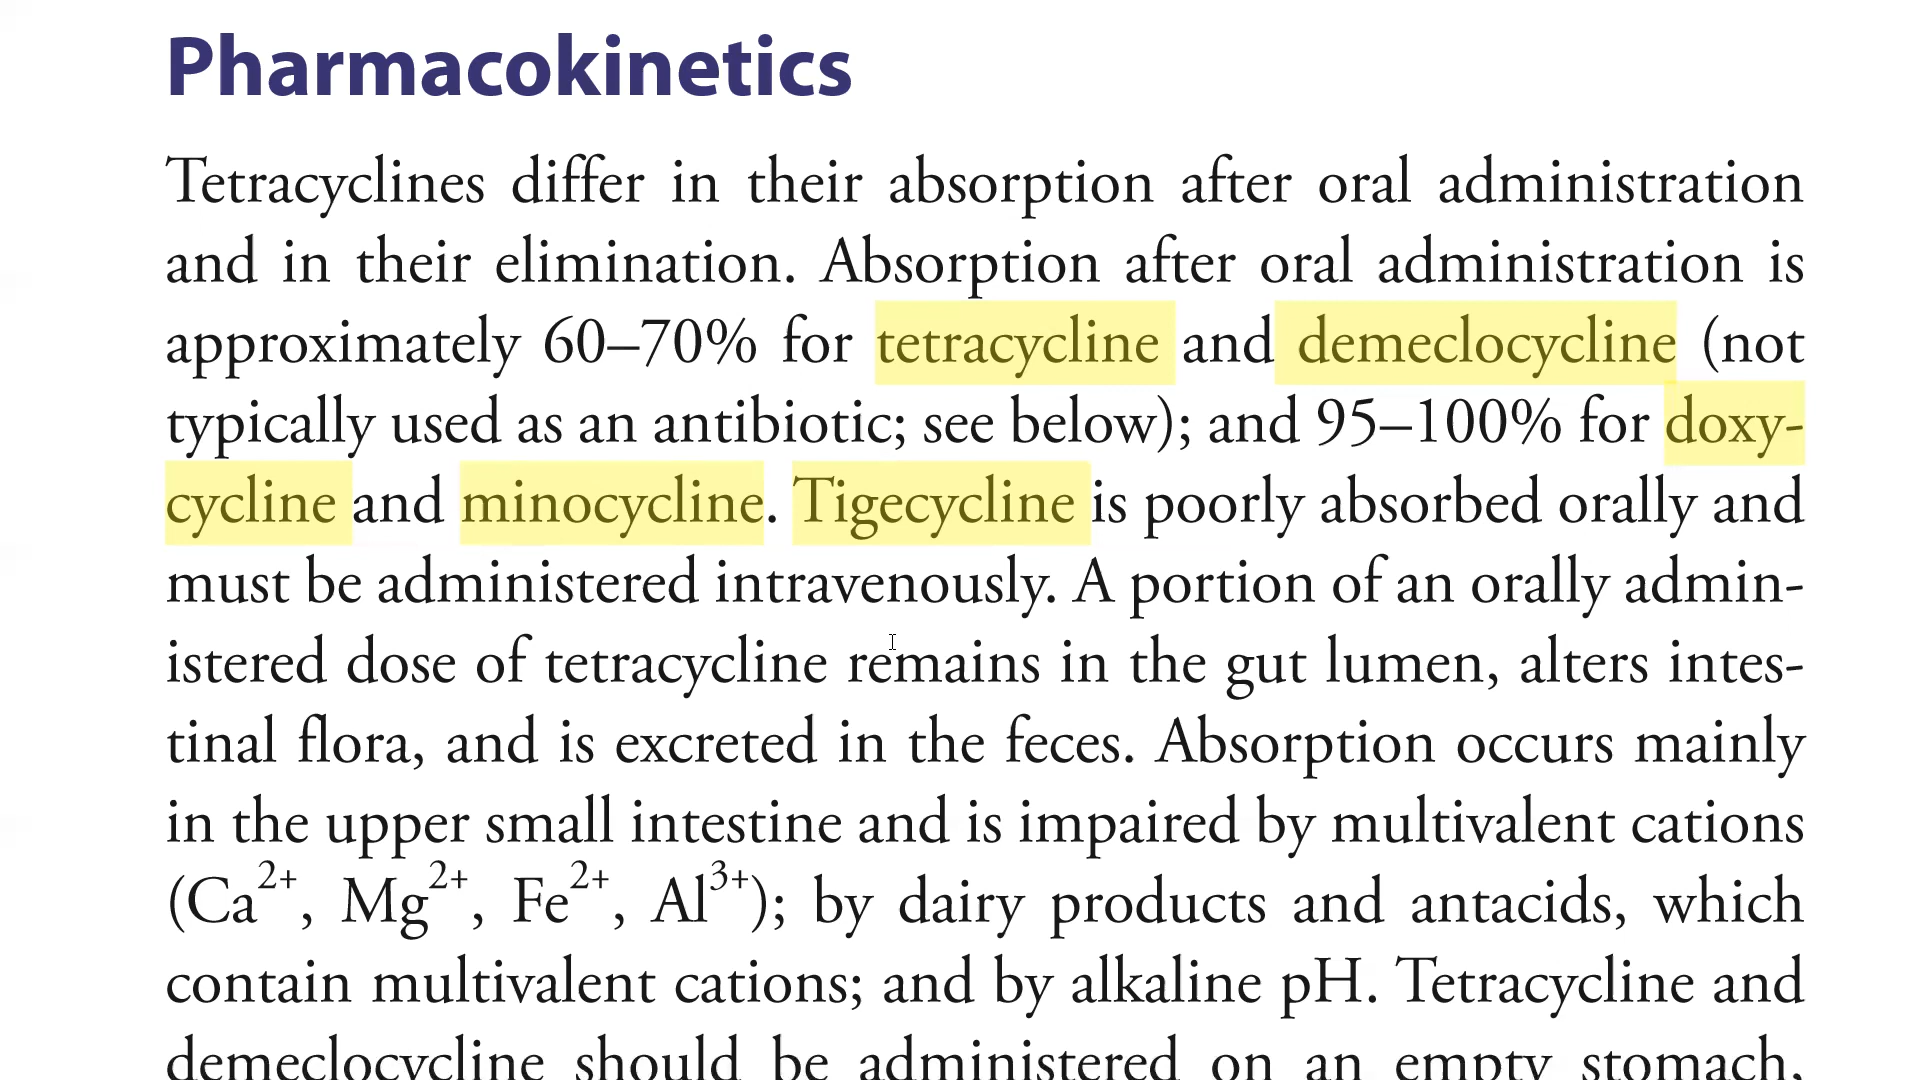 Pharmacokinetics
Tetracyclines differ in their absorption after oral administration
and in their elimination. Absorption after oral administration is
approximately 60–70% for tetracycline and demeclocycline (not
typically used as an antibiotic; see below); and 95–100% for doxy-
cycline and minocycline. Tigecycline is poorly absorbed orally and
must be administered intravenously. A portion of an orally admin-
istered dose of tetracycline remains in the gut lumen, alters intes-
tinal flora, and is excreted in the feces. Absorption occurs mainly
in the upper small intestine and is impaired by multivalent cations
(Ca²⁺, Mg²⁺, Fe²⁺, Al³⁺); by dairy products and antacids, which
contain multivalent cations; and by alkaline pH. Tetracycline and
demeclocycline should be administered on an empty stomach,